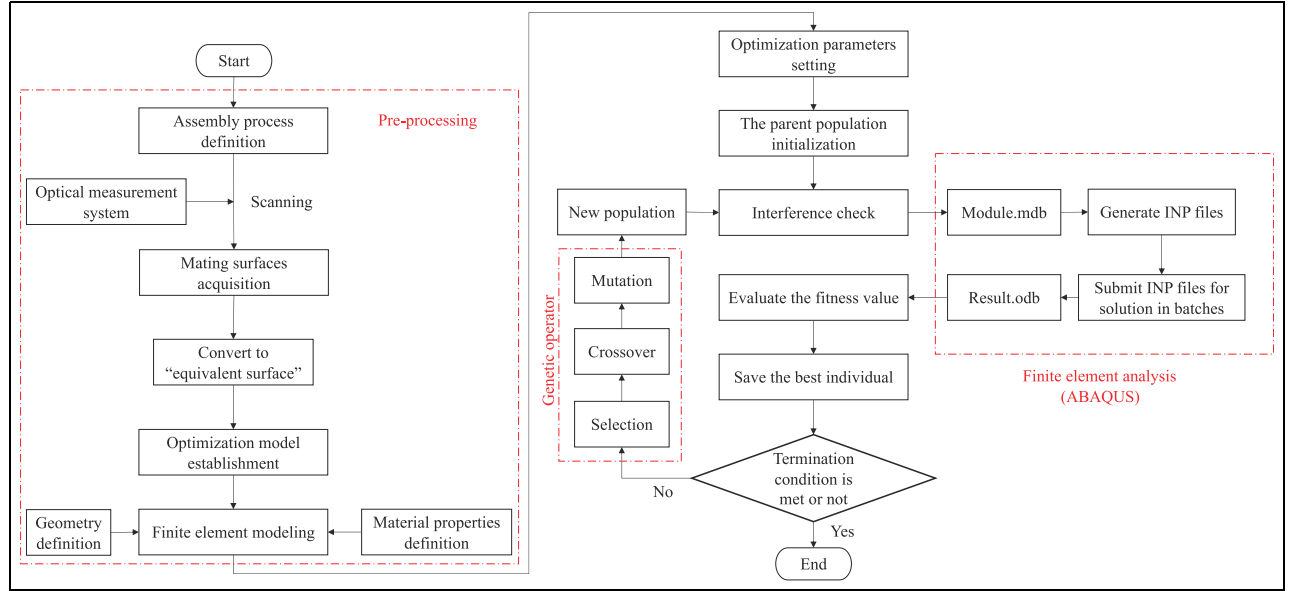 Start
Pre-processing
Assembly process
definition
Optical measurement
system
Scanning
Mating surfaces
acquisition
Convert to
“equivalent surface”
Optimization model
establishment
Geometry
definition
Finite element modeling
Material properties
definition
Optimization parameters
setting
The parent population
initialization
New population
Interference check
Module.mdb
Generate INP files
Submit INP files for
solution in batches
Result.odb
Finite element analysis
(ABAQUS)
Evaluate the fitness value
Save the best individual
Termination
condition is
met or not
No
Yes
End
Genetic operator
Mutation
Crossover
Selection